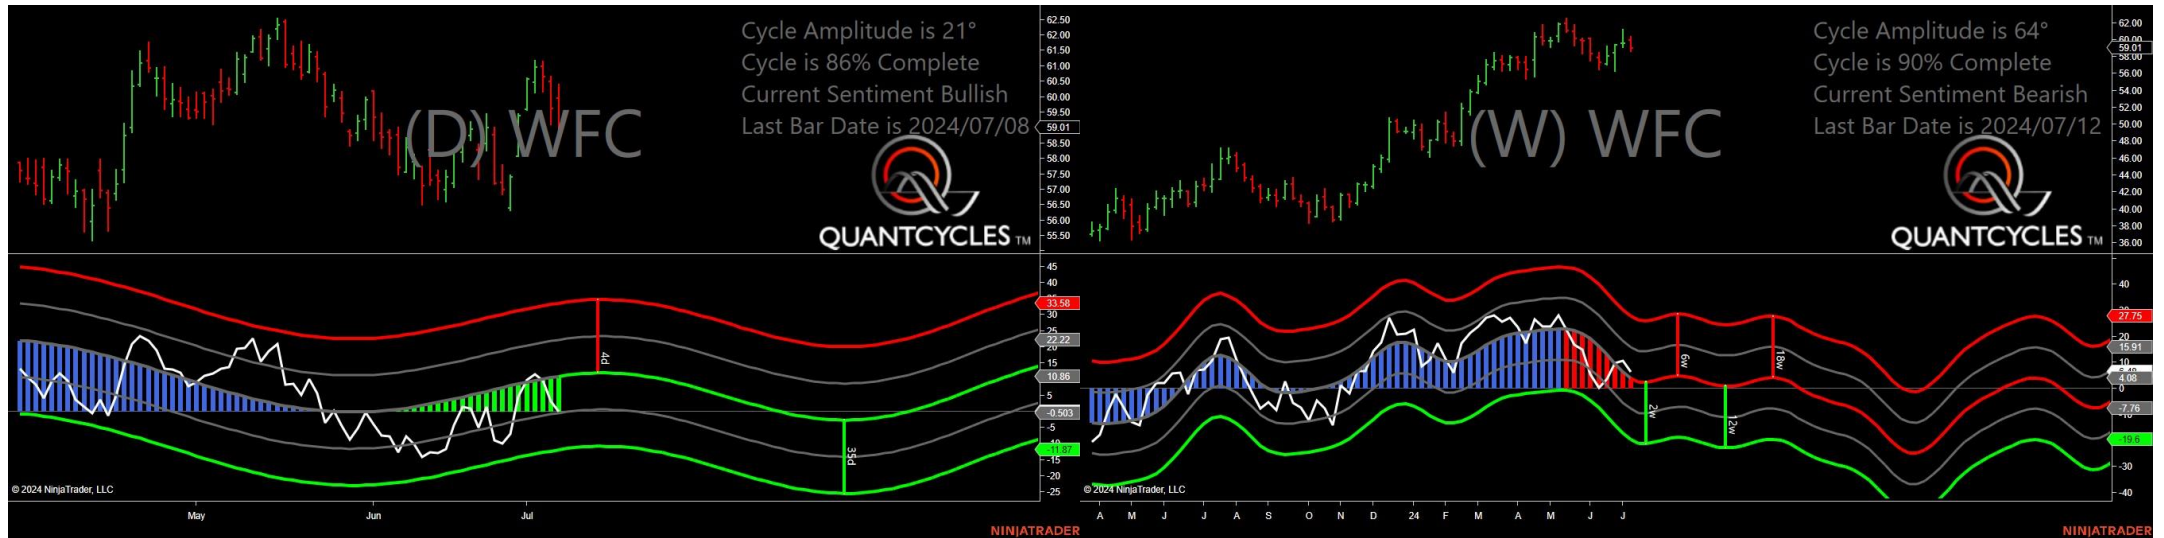 Cycle Amplitude is 21°
Cycle is 86% Complete
Current Sentiment Bullish
Last Bar Date is 2024/07/08
(D) WFC
QUANTCYCLES TM
62.50
62.00
61.50
61.00
60.50
60.00
59.50
59.01
58.50
58.00
57.50
57.00
56.50
56.00
55.50
45
33.58
30
25
22.22
20
15
10.86
5
-0.503
-5
-10
-11.87
-15
-20
-25
4d
35d
© 2024 NinjaTrader, LLC
May
Jun
Jul
NINJATRADER
Cycle Amplitude is 64°
Cycle is 90% Complete
Current Sentiment Bearish
Last Bar Date is 2024/07/12
(W) WFC
QUANTCYCLES TM
62.00
60.00
59.01
58.00
56.00
54.00
52.00
50.00
48.00
46.00
44.00
42.00
40.00
38.00
36.00
40
27.75
20
15.91
10
4.08
0
-7.76
-19.6
-30
-40
2w
6w
12w
18w
© 2024 NinjaTrader, LLC
A
M
J
J
A
S
O
N
D
24
F
M
A
M
J
J
NINJATRADER